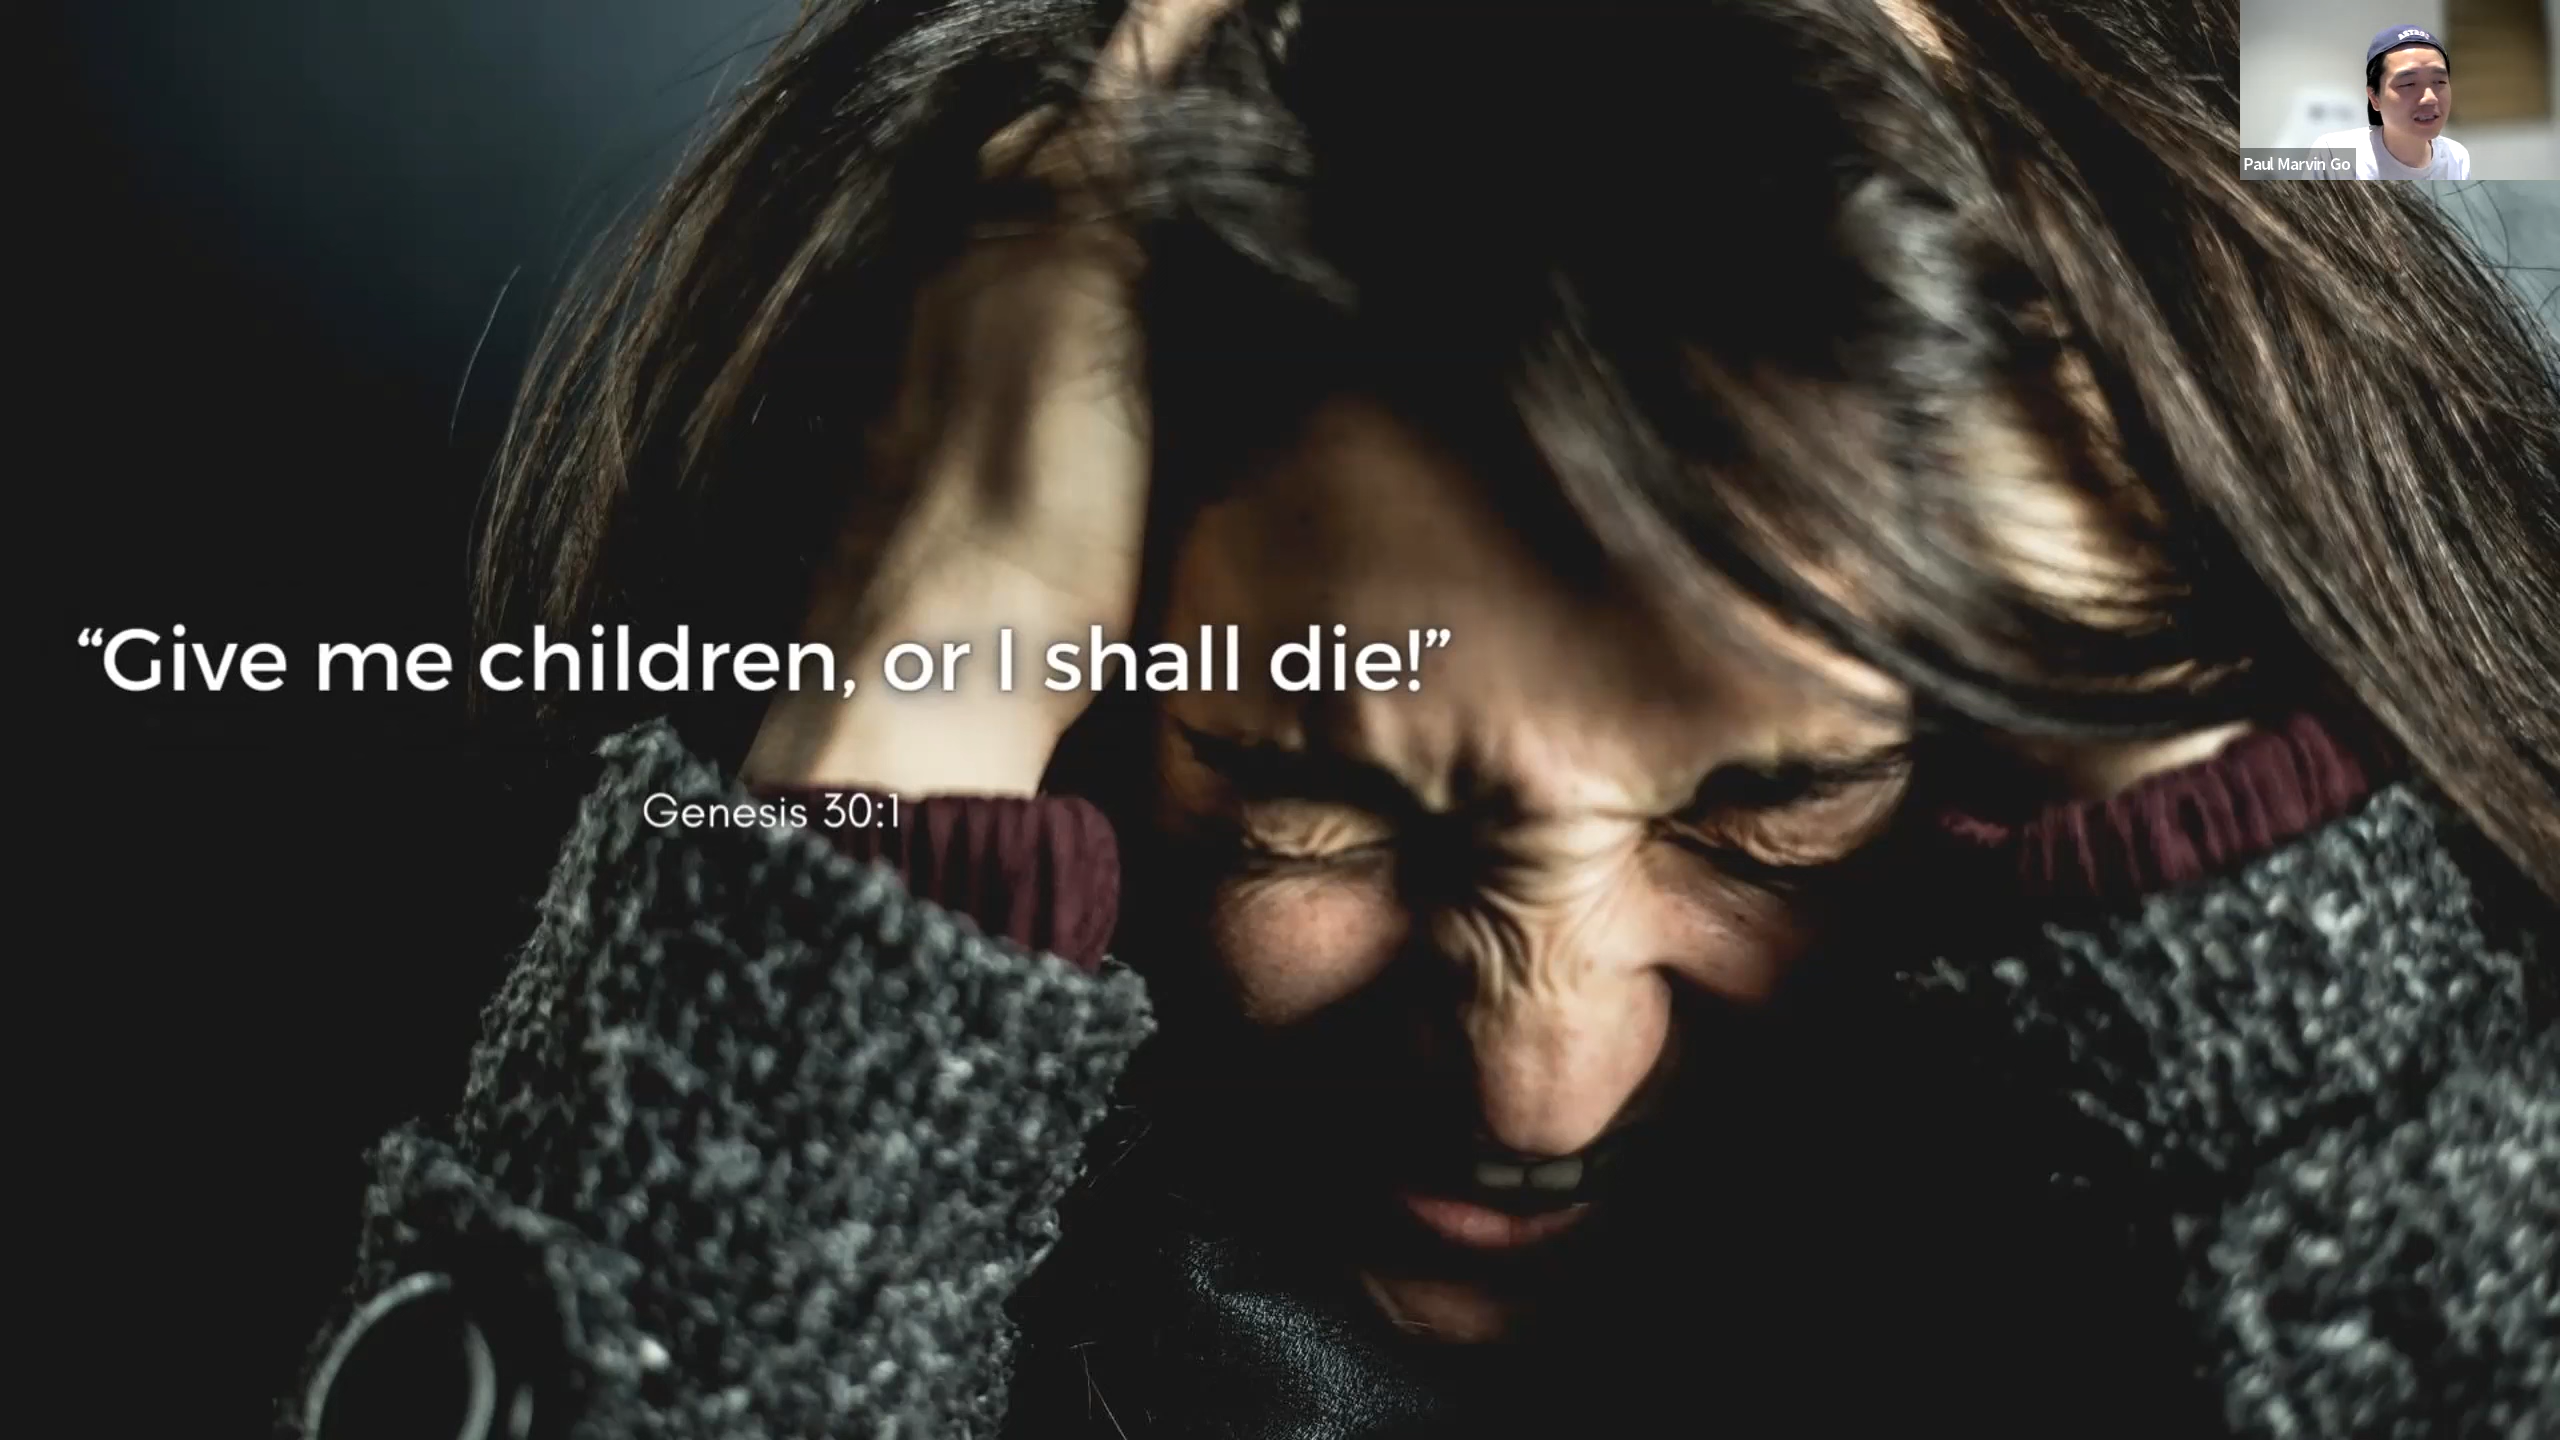 Paul Marvin Go
“Give me children, or I shall die!”
Genesis 30:1